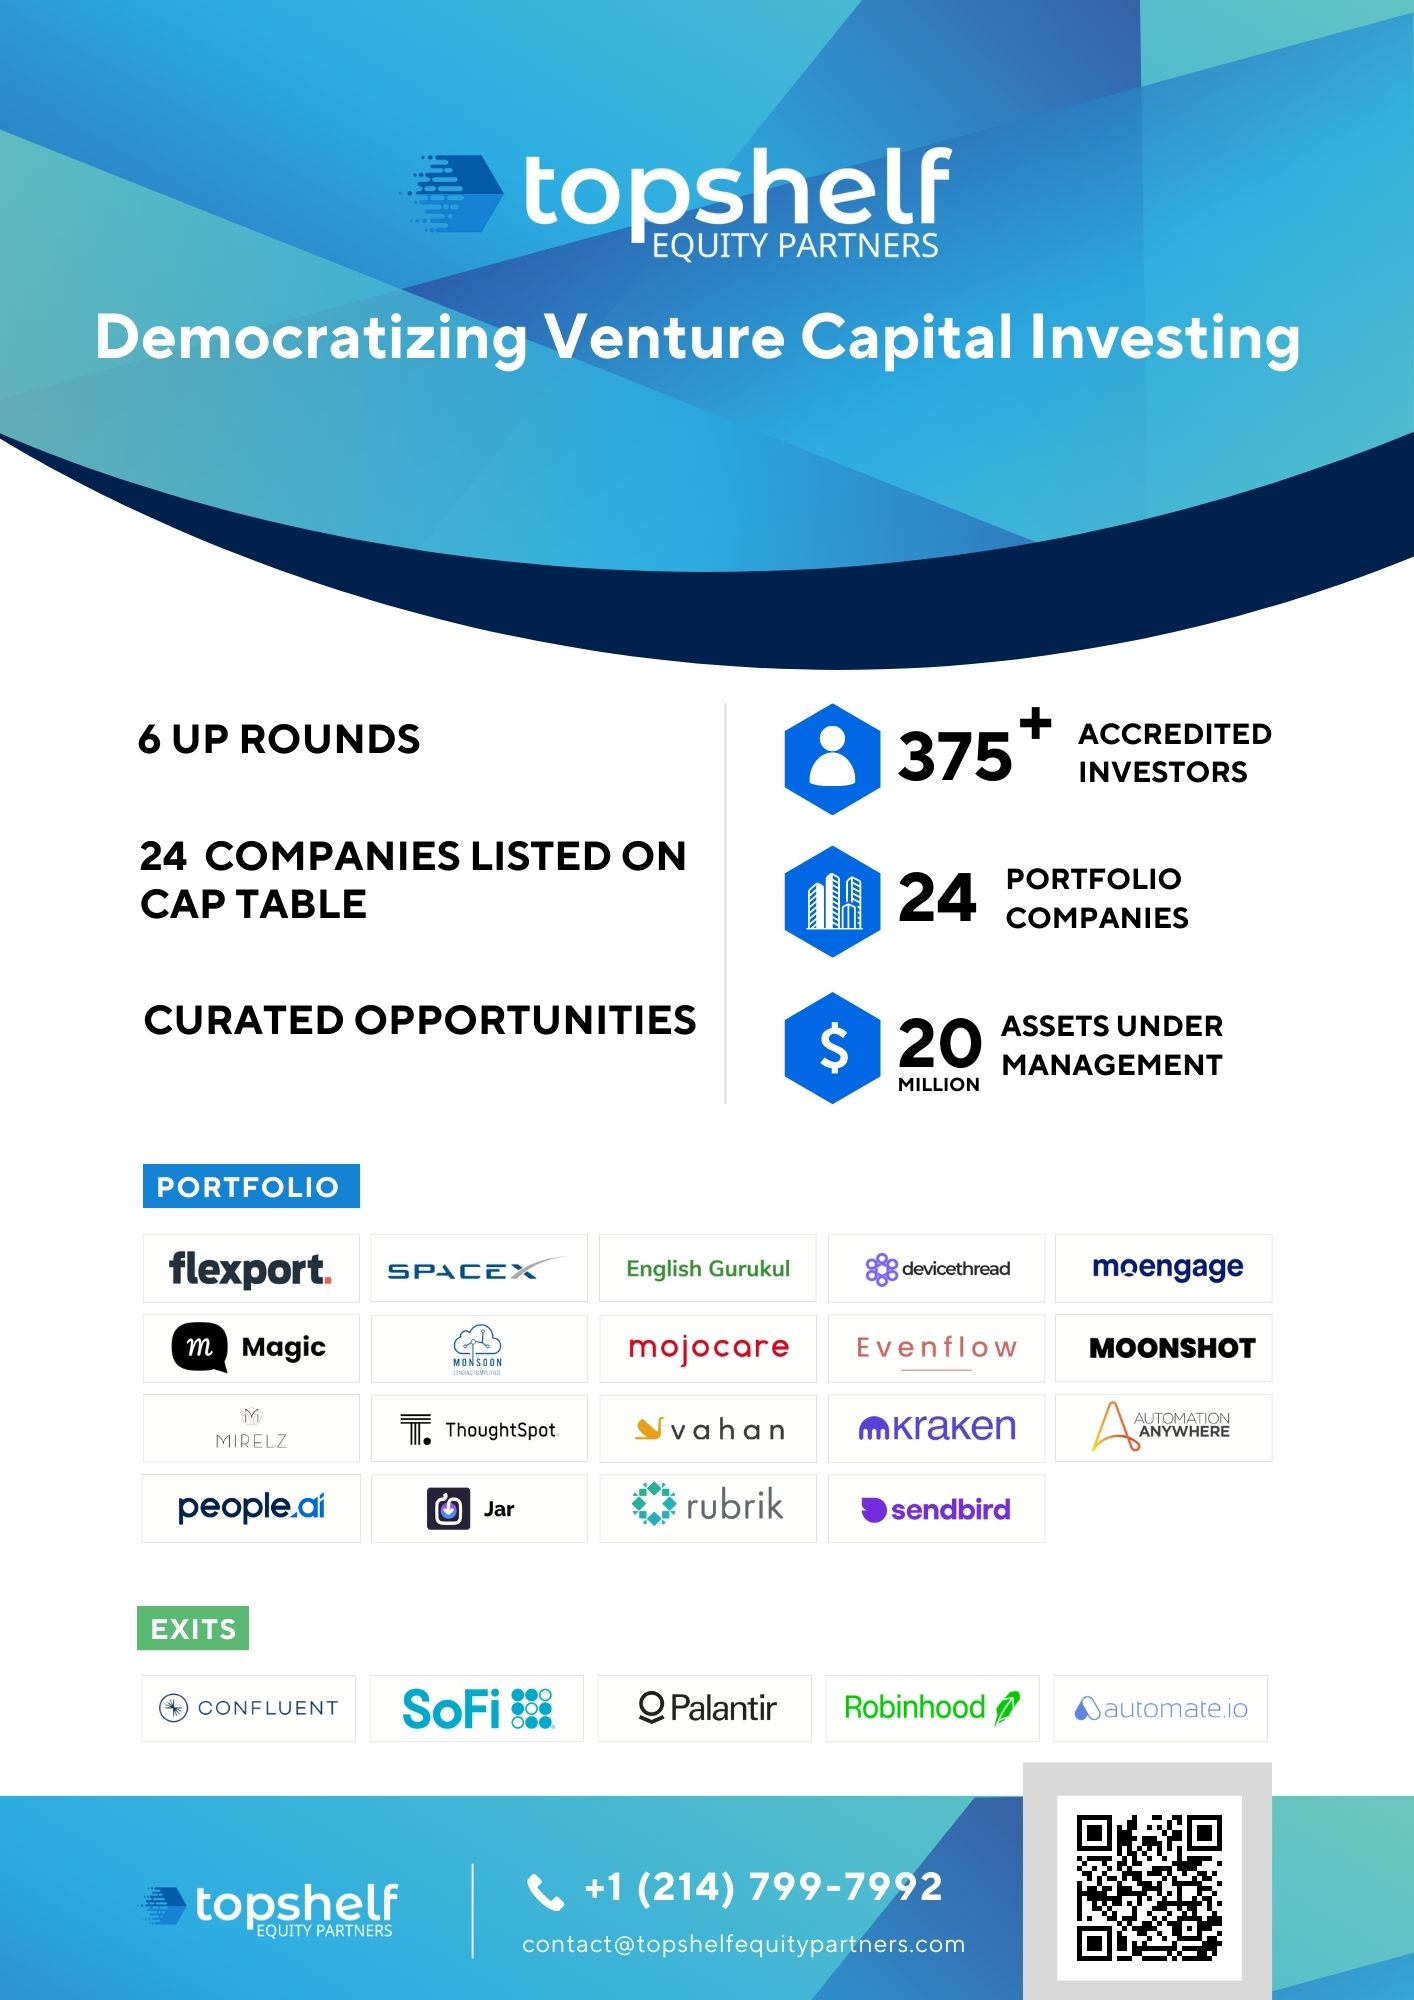 topshelf
EQUITY PARTNERS
Democratizing Venture Capital Investing
6 UP ROUNDS
24 COMPANIES LISTED ON
CAP TABLE
CURATED OPPORTUNITIES
375+ ACCREDITED
INVESTORS
24 PORTFOLIO
COMPANIES
$ 20 MILLION ASSETS UNDER
MANAGEMENT
PORTFOLIO
flexport. SPACEX English Gurukul devicethread moengage
m Magic MONSOON mojocare Evenflow MOONSHOT
LENDING. SIMPLIFIED.
M MIRELZ T. ThoughtSpot. vahan kraken AUTOMATION
ANYWHERE
people.ai Jar rubrik sendbird
EXITS
CONFLUENT SoFi Palantir Robinhood automate.io
topshelf
EQUITY PARTNERS
+1 (214) 799-7992
contact@topshelfequitypartners.com